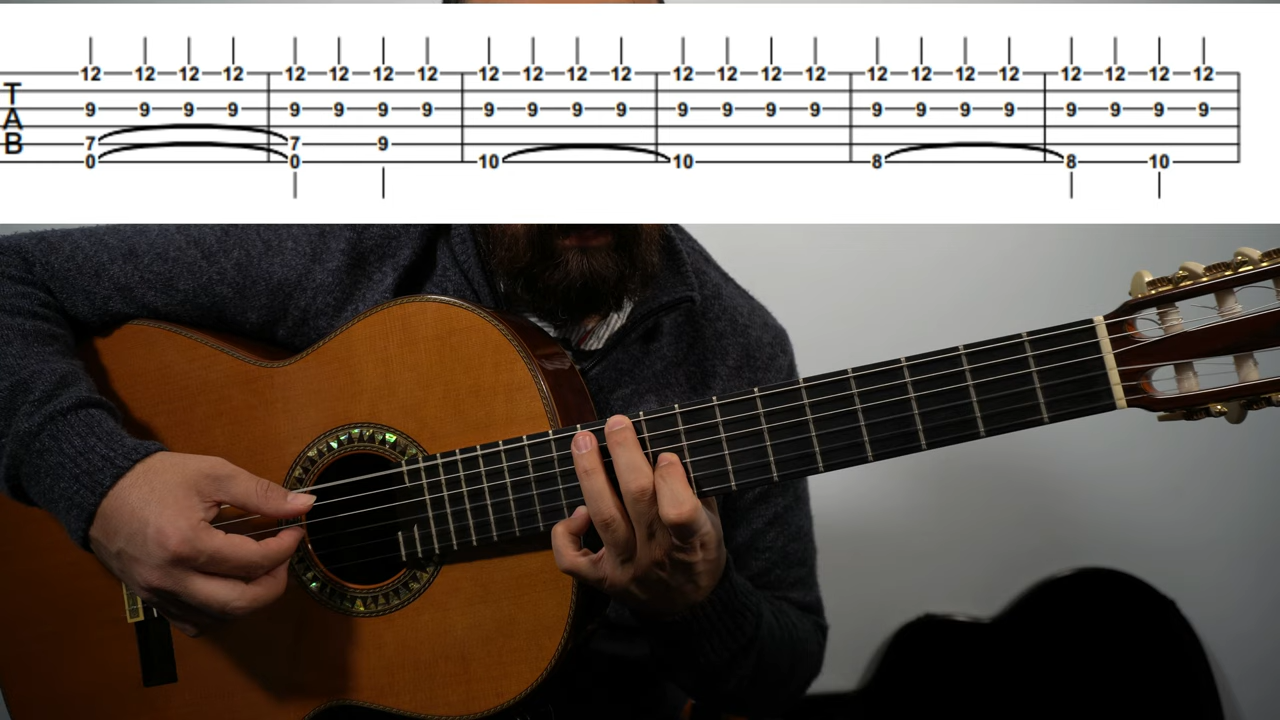 12 12 12 12 12 12 12 12 12 12 12 12 12 12 12 12 12 12 12 12 12 12 12 12
T
9 9 9 9 9 9 9 9 9 9 9 9 9 9 9 9 9 9 9 9 9 9 9 9
A
B 7 7 9
0 0 10 10 8 8 10